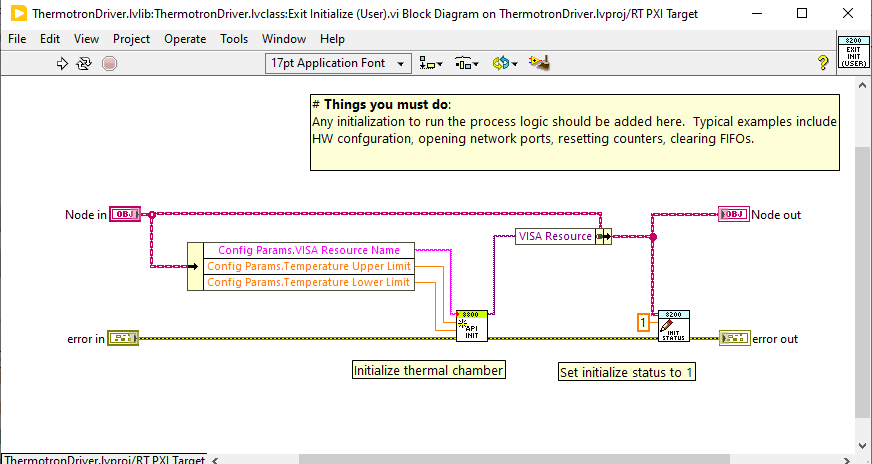 ThermotronDriver.lvlib:ThermotronDriver.lvclass:Exit Initialize (User).vi Block Diagram on ThermotronDriver.lvproj/RT PXI Target
File Edit View Project Operate Tools Window Help
17pt Application Font
?
8200
EXIT
INIT
(USER)
# Things you must do:
Any initialization to run the process logic should be added here. Typical examples include
HW confguration, opening network ports, resetting counters, clearing FIFOs.
Node in
OBJ
VISA Resource
OBJ
Node out
Config Params.VISA Resource Name
Config Params.Temperature Upper Limit
Config Params.Temperature Lower Limit
8800
API
INIT
1
8200
INIT
STATUS
error in
error out
Initialize thermal chamber
Set initialize status to 1
ThermotronDriver.lvproj/RT PXI Target